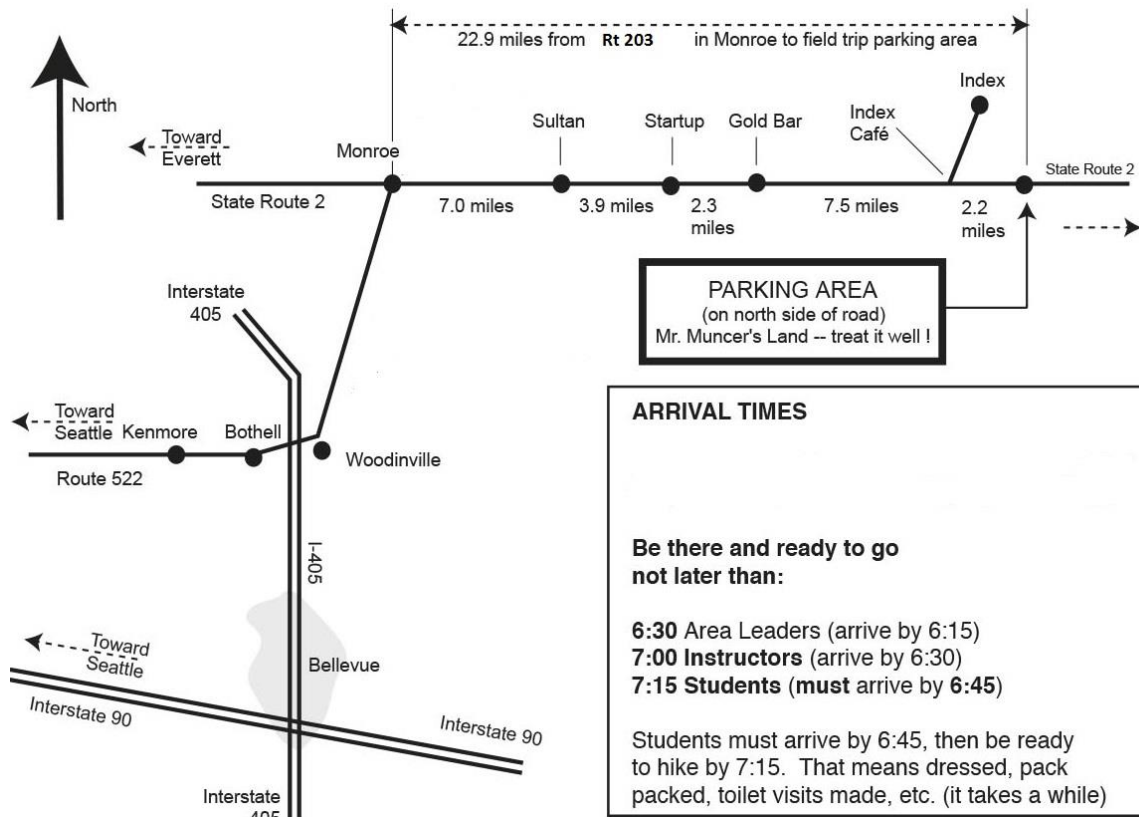 22.9 miles from Rt 203 in Monroe to field trip parking area
North
Index
Toward
Everett
Monroe
Sultan
Startup
Gold Bar
Index
Café
State Route 2
State Route 2
7.0 miles
3.9 miles
2.3
miles
7.5 miles
2.2
miles
PARKING AREA
(on north side of road)
Mr. Muncer's Land -- treat it well !
Interstate
405
Toward
Seattle
Kenmore
Bothell
Woodinville
Route 522
I-405
Toward
Seattle
Bellevue
Interstate 90
Interstate 90
Interstate
405
ARRIVAL TIMES
Be there and ready to go
not later than:
6:30 Area Leaders (arrive by 6:15)
7:00 Instructors (arrive by 6:30)
7:15 Students (must arrive by 6:45)
Students must arrive by 6:45, then be ready
to hike by 7:15. That means dressed, pack
packed, toilet visits made, etc. (it takes a while)